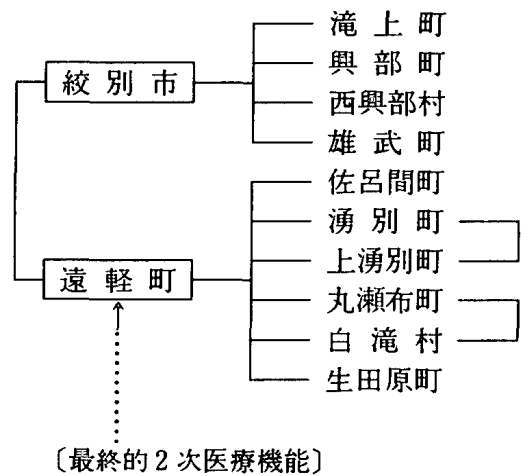 滝上町
興部町
紋別市
西興部村
雄武町
佐呂間町
湧別町
上湧別町
遠軽町
丸瀬布町
白滝村
生田原町
〔最終的2次医療機能〕